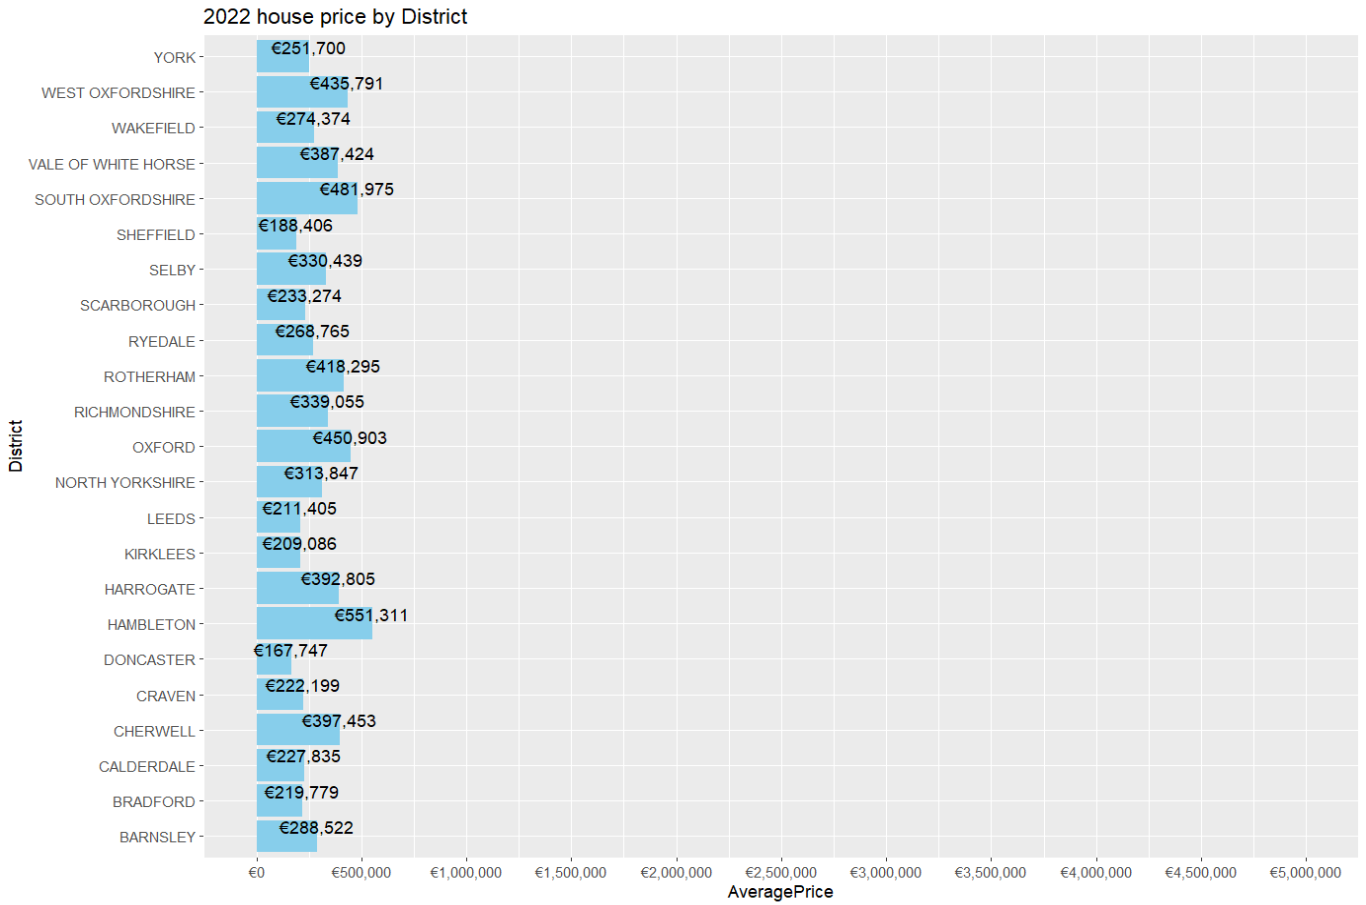 2022 house price by District
YORK €251,700
WEST OXFORDSHIRE €435,791
WAKEFIELD €274,374
VALE OF WHITE HORSE €387,424
SOUTH OXFORDSHIRE €481,975
SHEFFIELD €188,406
SELBY €330,439
SCARBOROUGH €233,274
RYEDALE €268,765
ROTHERHAM €418,295
RICHMONDSHIRE €339,055
OXFORD €450,903
NORTH YORKSHIRE €313,847
LEEDS €211,405
KIRKLEES €209,086
HARROGATE €392,805
HAMBLETON €551,311
DONCASTER €167,747
CRAVEN €222,199
CHERWELL €397,453
CALDERDALE €227,835
BRADFORD €219,779
BARNSLEY €288,522
District
€0 €500,000 €1,000,000 €1,500,000 €2,000,000 €2,500,000 €3,000,000 €3,500,000 €4,000,000 €4,500,000 €5,000,000
AveragePrice